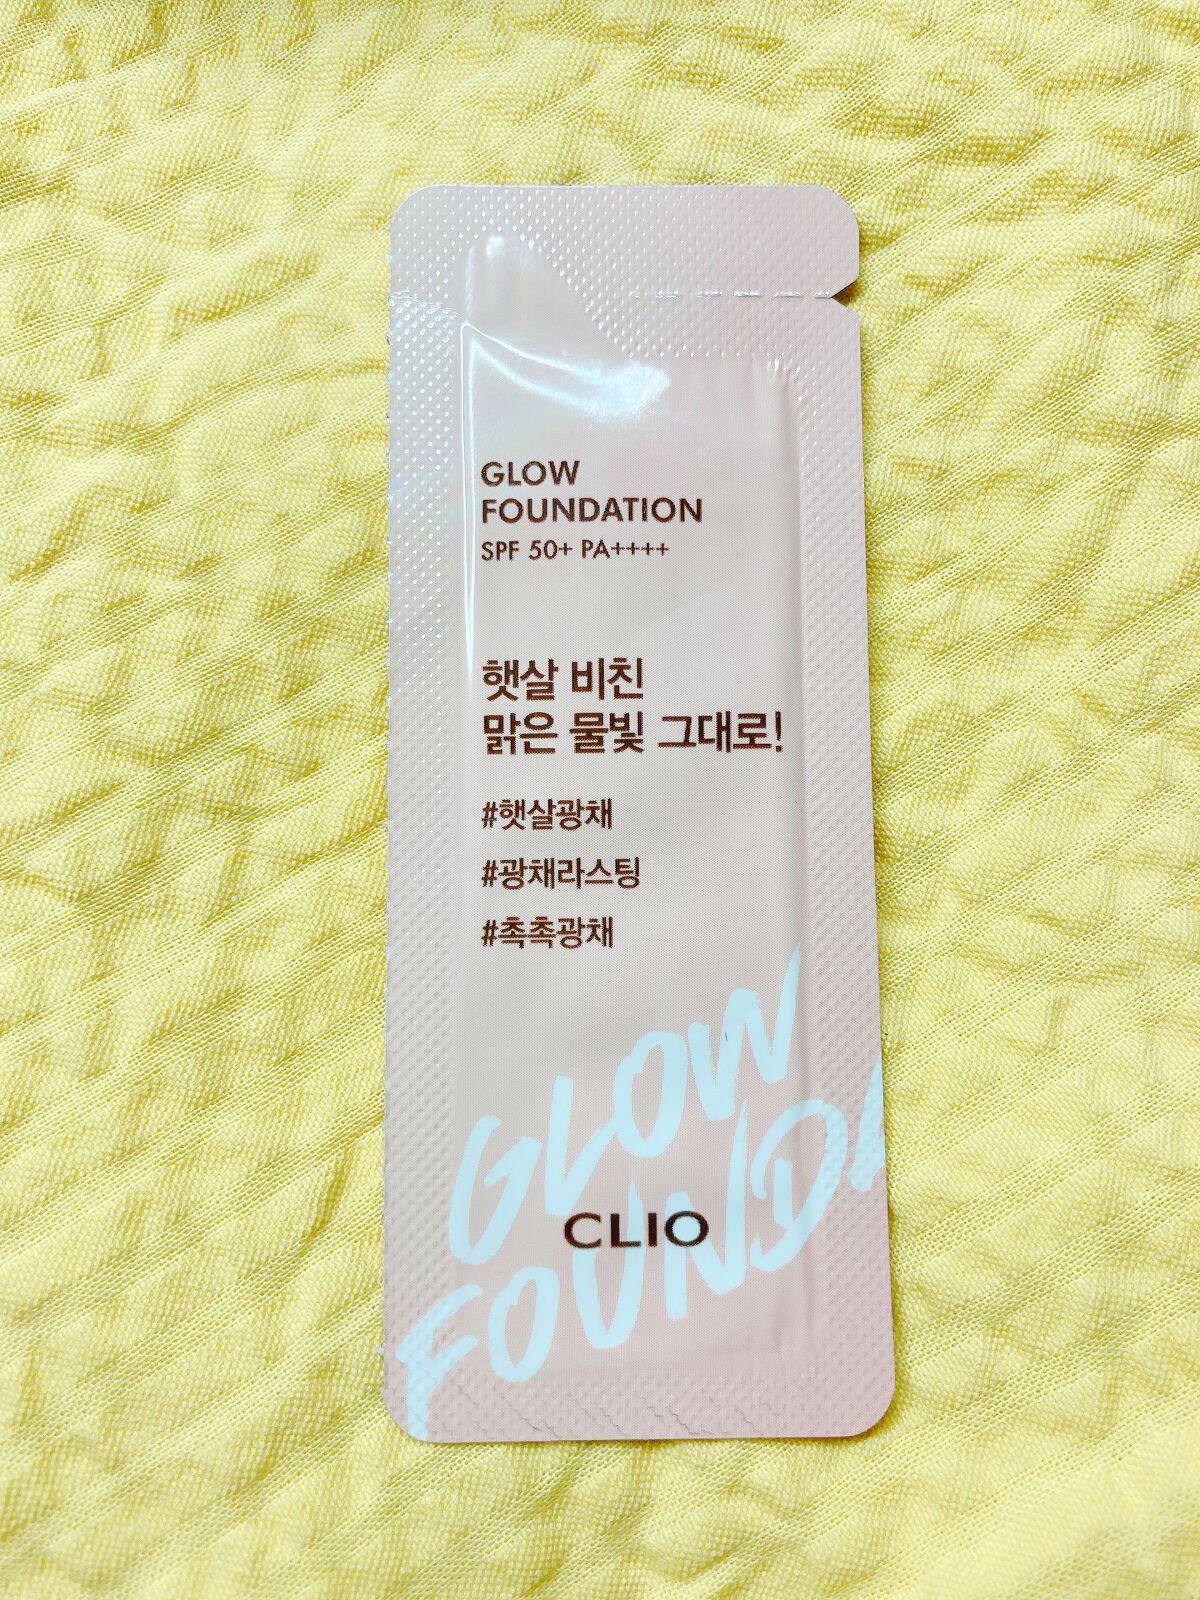 GLOW
FOUNDATION
SPF 50+ PA++++
햇살 비친
맑은 물빛 그대로!
#햇살광채
#광채라스팅
#촉촉광채
GLOW
FOUNDA
CLIO